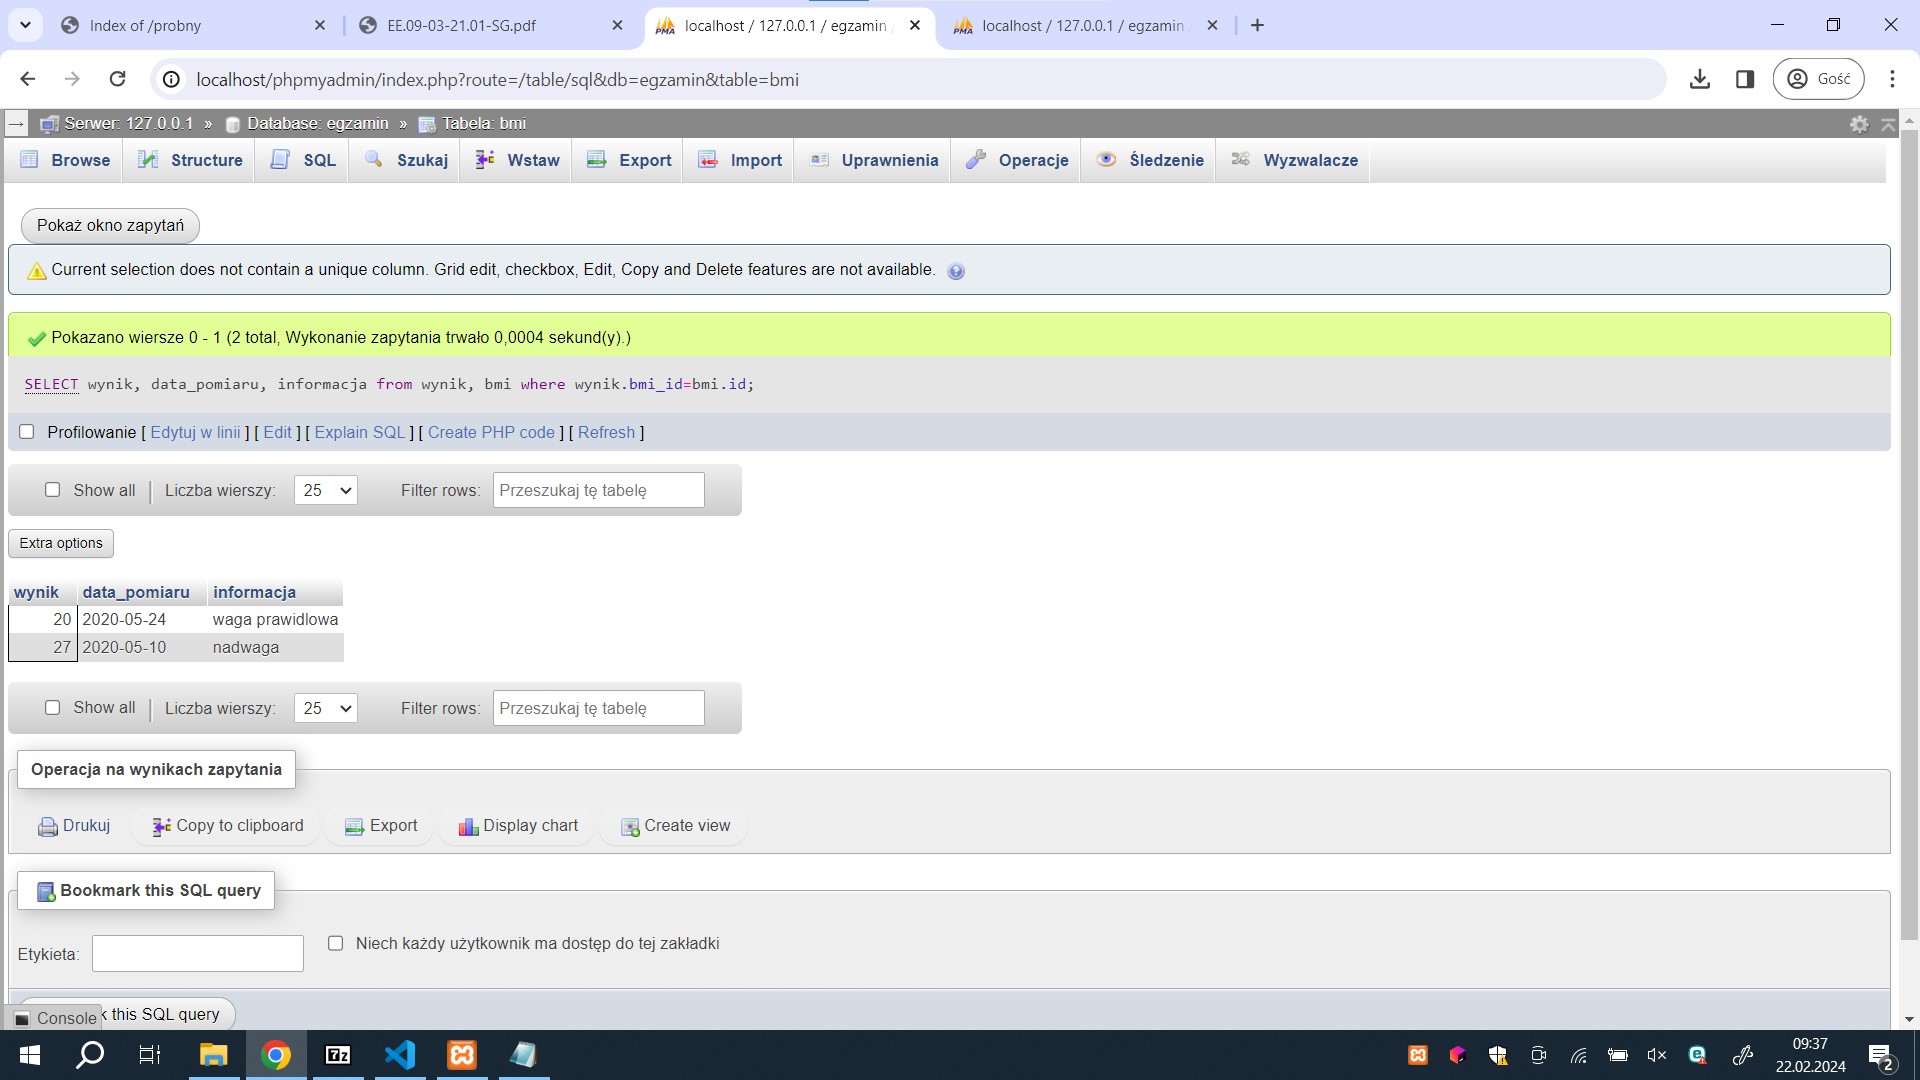 Index of /probny
EE.09-03-21.01-SG.pdf
localhost / 127.0.0.1 / egzamin
localhost / 127.0.0.1 / egzamin
localhost/phpmyadmin/index.php?route=/table/sql&db=egzamin&table=bmi
Gość
Serwer: 127.0.0.1 » Database: egzamin » Tabela: bmi
Browse Structure SQL Szukaj Wstaw Export Import Uprawnienia Operacje Śledzenie Wyzwalacze
Pokaż okno zapytań
Current selection does not contain a unique column. Grid edit, checkbox, Edit, Copy and Delete features are not available.
Pokazano wiersze 0 - 1 (2 total, Wykonanie zapytania trwało 0,0004 sekund(y).)
SELECT wynik, data_pomiaru, informacja from wynik, bmi where wynik.bmi_id=bmi.id;
Profilowanie [ Edytuj w linii ] [ Edit ] [ Explain SQL ] [ Create PHP code ] [ Refresh ]
Show all | Liczba wierszy: 25 Filter rows: Przeszukaj tę tabelę
Extra options
wynik data_pomiaru informacja
20 2020-05-24 waga prawidlowa
27 2020-05-10 nadwaga
Show all | Liczba wierszy: 25 Filter rows: Przeszukaj tę tabelę
Operacja na wynikach zapytania
Drukuj Copy to clipboard Export Display chart Create view
Bookmark this SQL query
Etykieta: Niech każdy użytkownik ma dostęp do tej zakładki
Console k this SQL query
09:37
22.02.2024
2